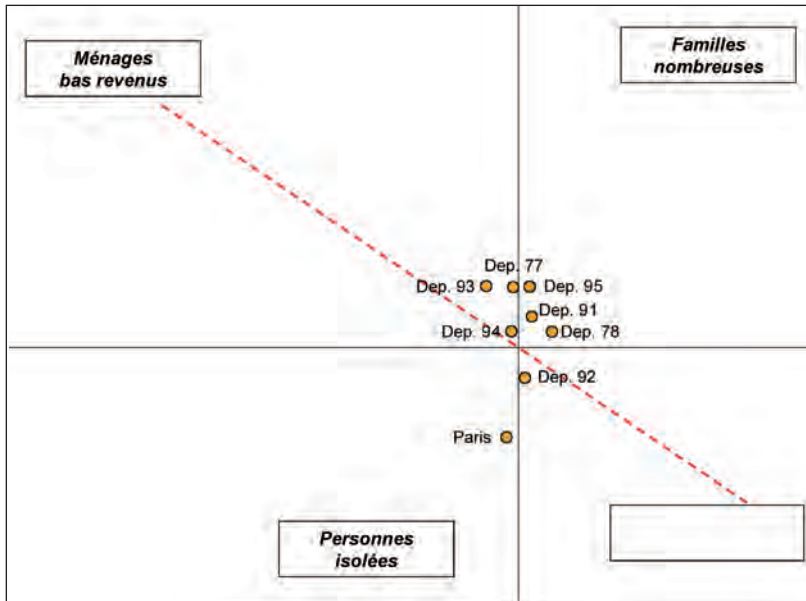 Ménages
bas revenus
Familles
nombreuses
Dep. 77
Dep. 93
Dep. 95
Dep. 91
Dep. 94
Dep. 78
Dep. 92
Paris
Personnes
isolées